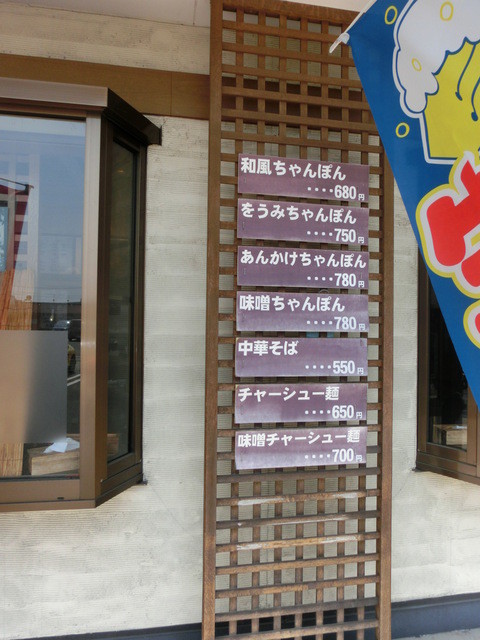 和風ちゃんぽん
････680円
をうみちゃんぽん
････750円
あんかけちゃんぽん
････780円
味噌ちゃんぽん
････780円
中華そば
････550円
チャーシュー麺
････650円
味噌チャーシュー麺
････700円